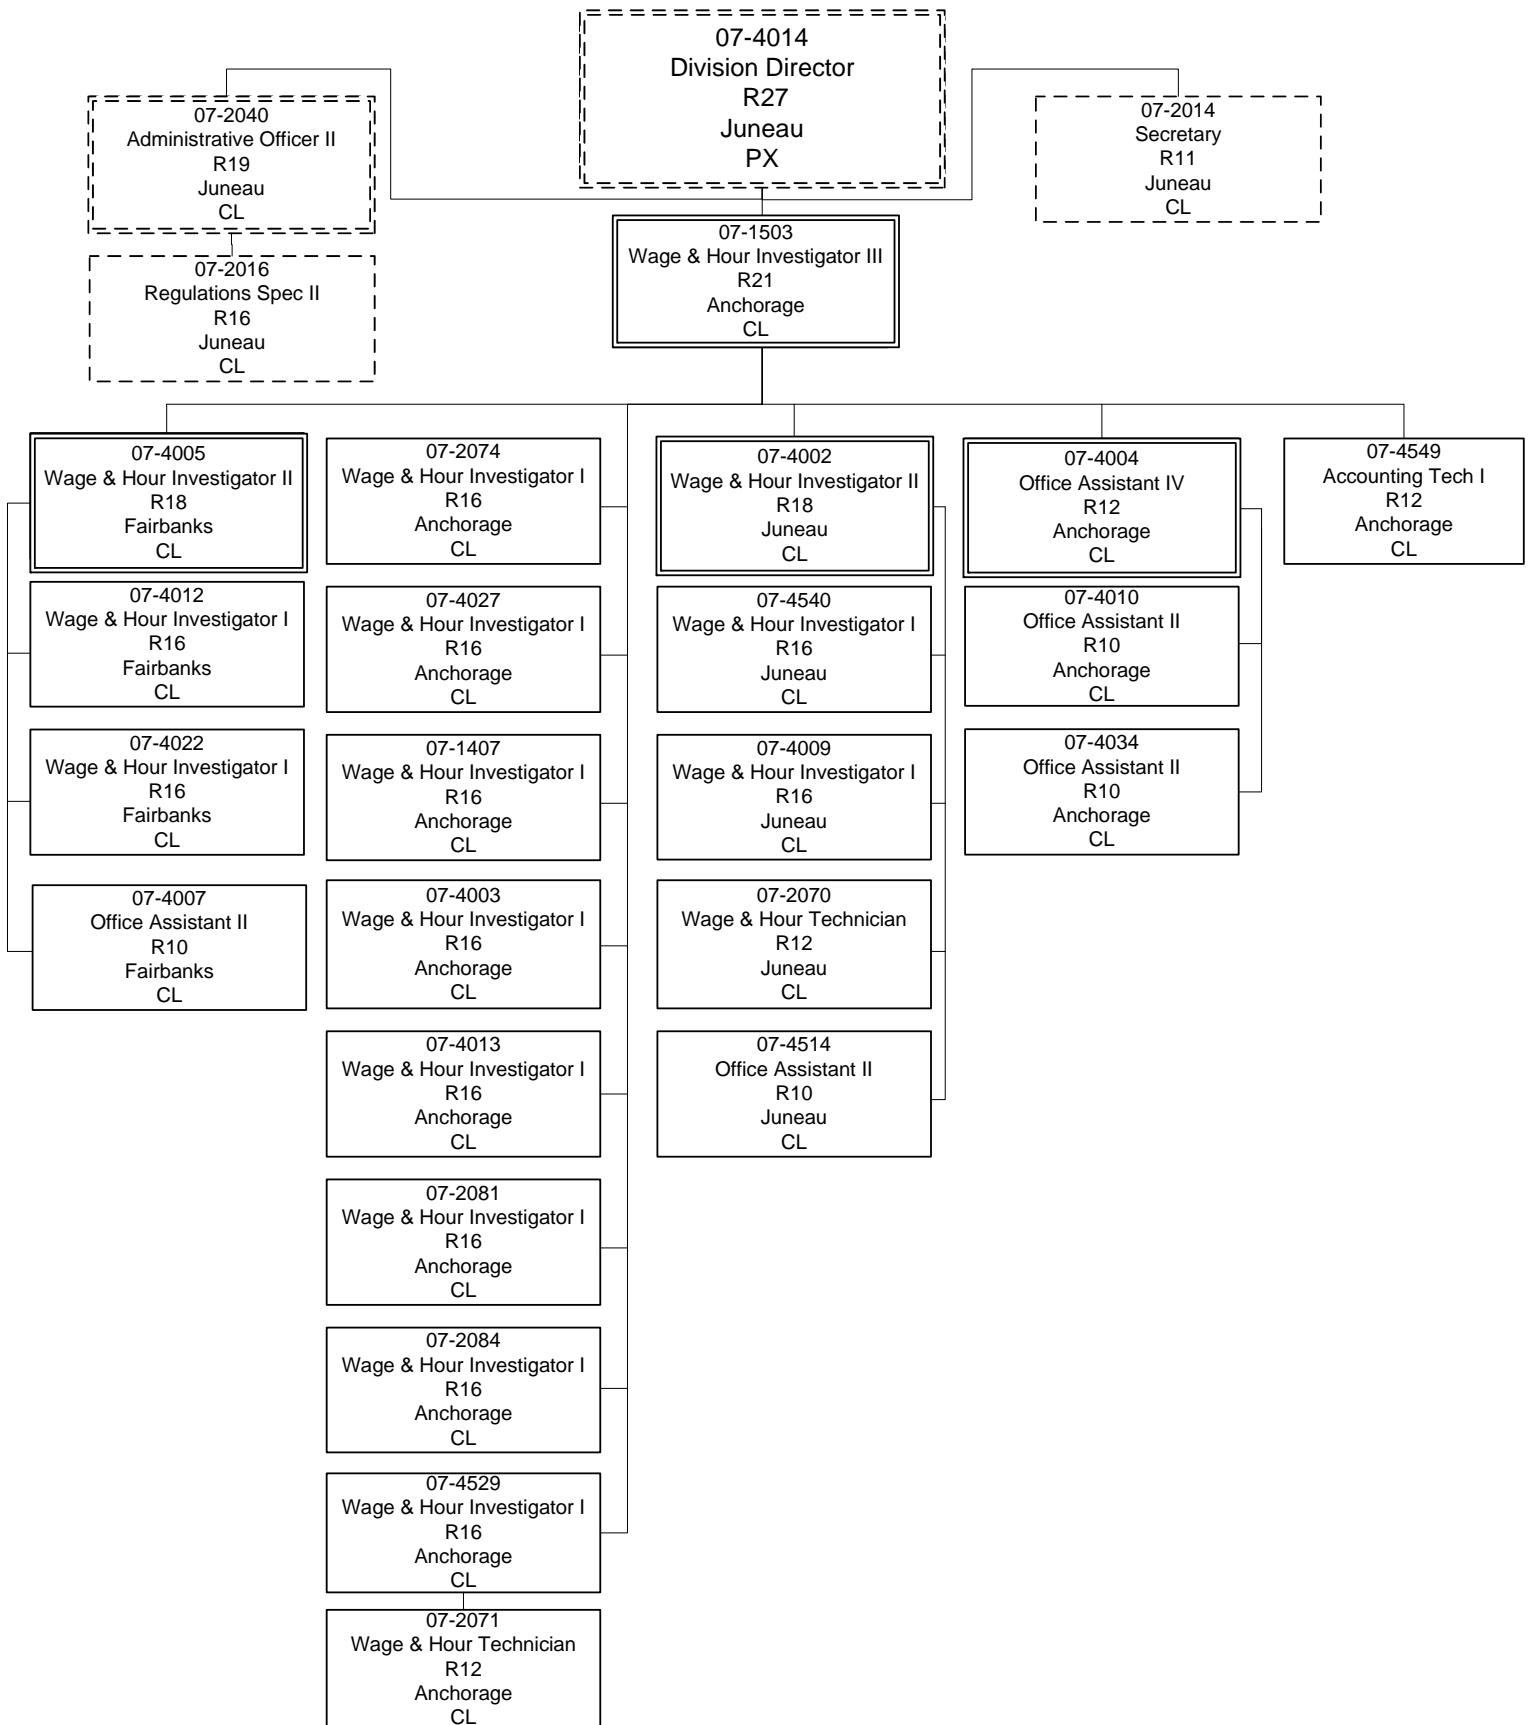 07-4014
Division Director
R27
Juneau
PX
07-2040
Administrative Officer II
R19
Juneau
CL
07-2014
Secretary
R11
Juneau
CL
07-2016
Regulations Spec II
R16
Juneau
CL
07-1503
Wage & Hour Investigator III
R21
Anchorage
CL
07-4005
Wage & Hour Investigator II
R18
Fairbanks
CL
07-4012
Wage & Hour Investigator I
R16
Fairbanks
CL
07-4022
Wage & Hour Investigator I
R16
Fairbanks
CL
07-4007
Office Assistant II
R10
Fairbanks
CL
07-2074
Wage & Hour Investigator I
R16
Anchorage
CL
07-4027
Wage & Hour Investigator I
R16
Anchorage
CL
07-1407
Wage & Hour Investigator I
R16
Anchorage
CL
07-4003
Wage & Hour Investigator I
R16
Anchorage
CL
07-4013
Wage & Hour Investigator I
R16
Anchorage
CL
07-2081
Wage & Hour Investigator I
R16
Anchorage
CL
07-2084
Wage & Hour Investigator I
R16
Anchorage
CL
07-4529
Wage & Hour Investigator I
R16
Anchorage
CL
07-2071
Wage & Hour Technician
R12
Anchorage
CL
07-4002
Wage & Hour Investigator II
R18
Juneau
CL
07-4540
Wage & Hour Investigator I
R16
Juneau
CL
07-4009
Wage & Hour Investigator I
R16
Juneau
CL
07-2070
Wage & Hour Technician
R12
Juneau
CL
07-4514
Office Assistant II
R10
Juneau
CL
07-4004
Office Assistant IV
R12
Anchorage
CL
07-4010
Office Assistant II
R10
Anchorage
CL
07-4034
Office Assistant II
R10
Anchorage
CL
07-4549
Accounting Tech I
R12
Anchorage
CL